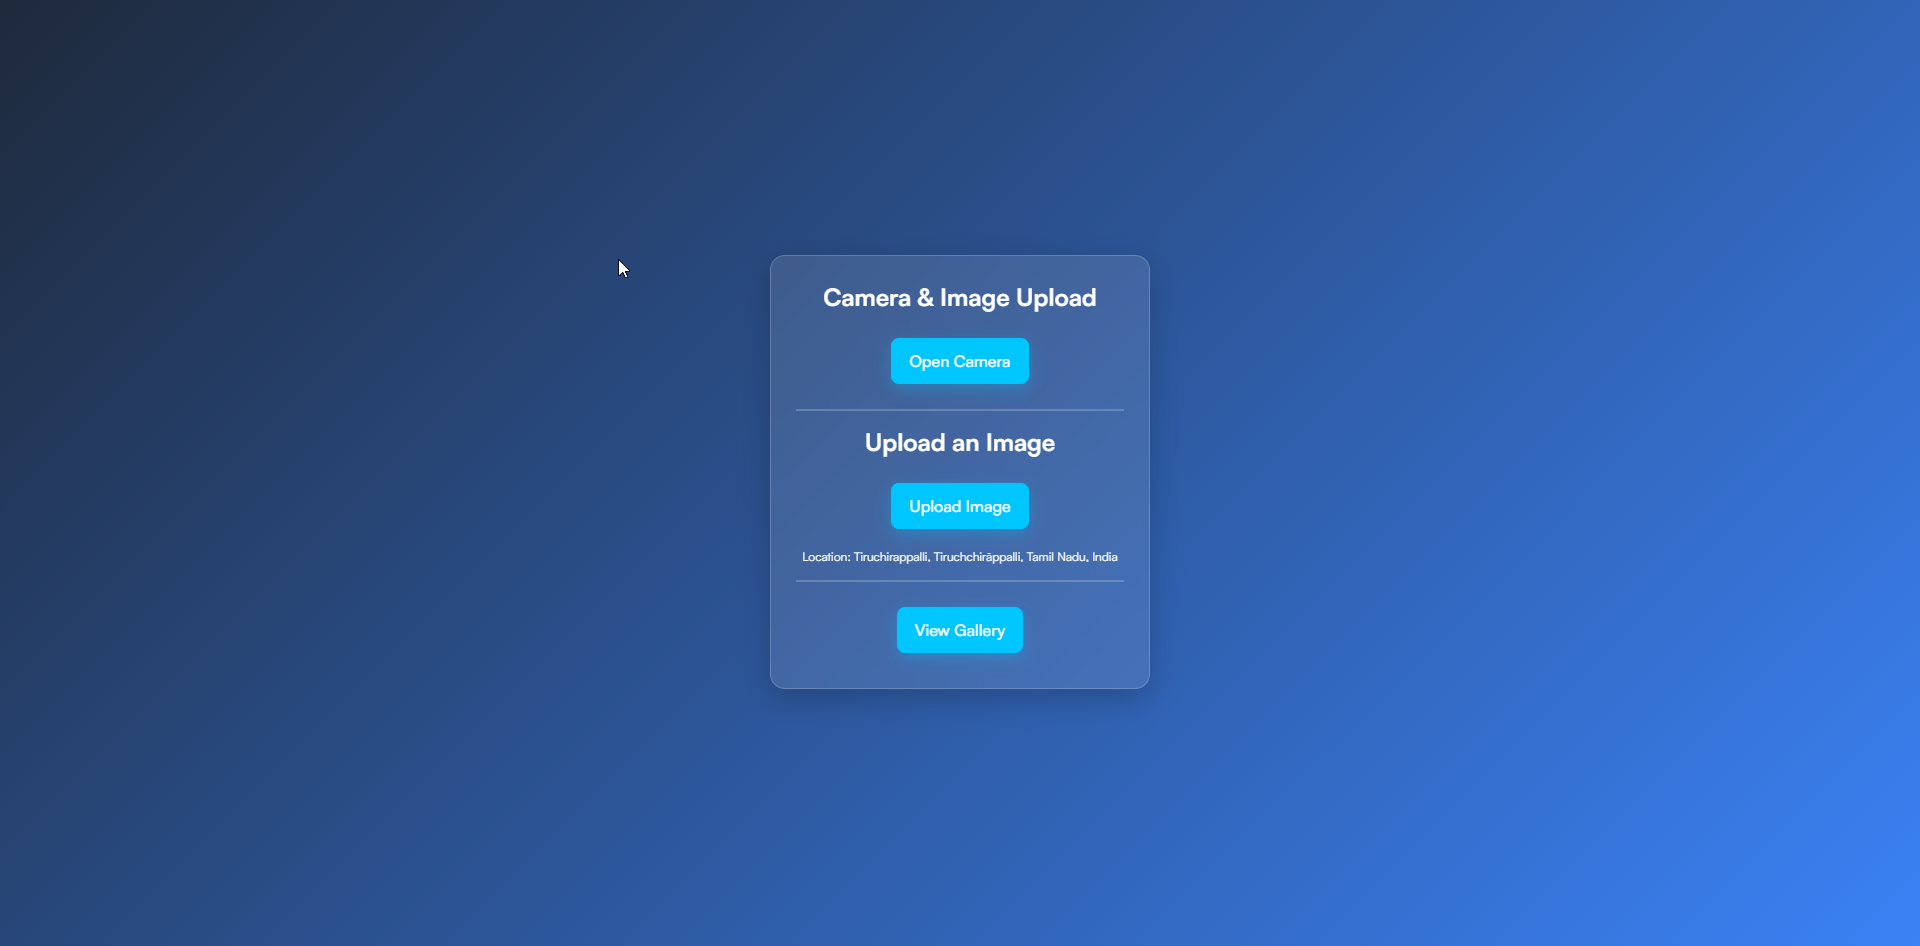 Camera & Image Upload
Open Camera
Upload an Image
Upload Image
Location: Tiruchirappalli, Tiruchchirāppalli, Tamil Nadu, India
View Gallery